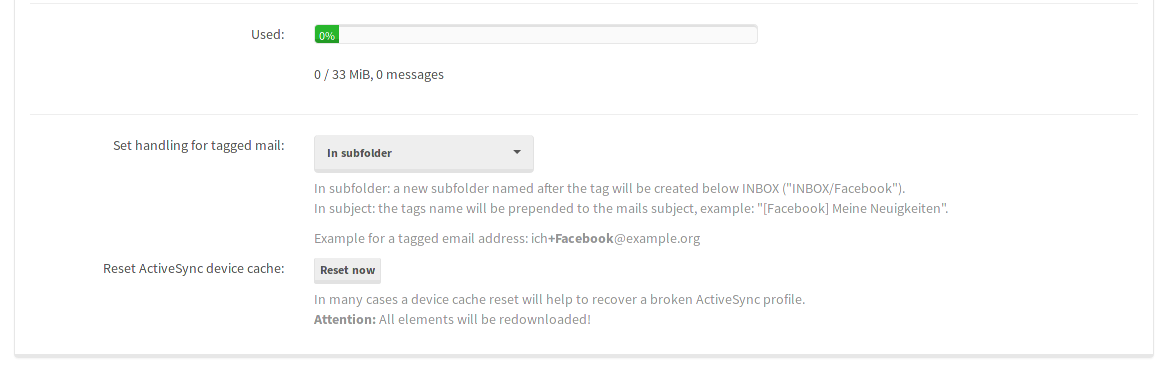 Used:
0%
0 / 33 MiB, 0 messages
Set handling for tagged mail:
In subfolder
In subfolder: a new subfolder named after the tag will be created below INBOX ("INBOX/Facebook").
In subject: the tags name will be prepended to the mails subject, example: "[Facebook] Meine Neuigkeiten".
Example for a tagged email address: ich+Facebook@example.org
Reset ActiveSync device cache:
Reset now
In many cases a device cache reset will help to recover a broken ActiveSync profile.
Attention: All elements will be redownloaded!